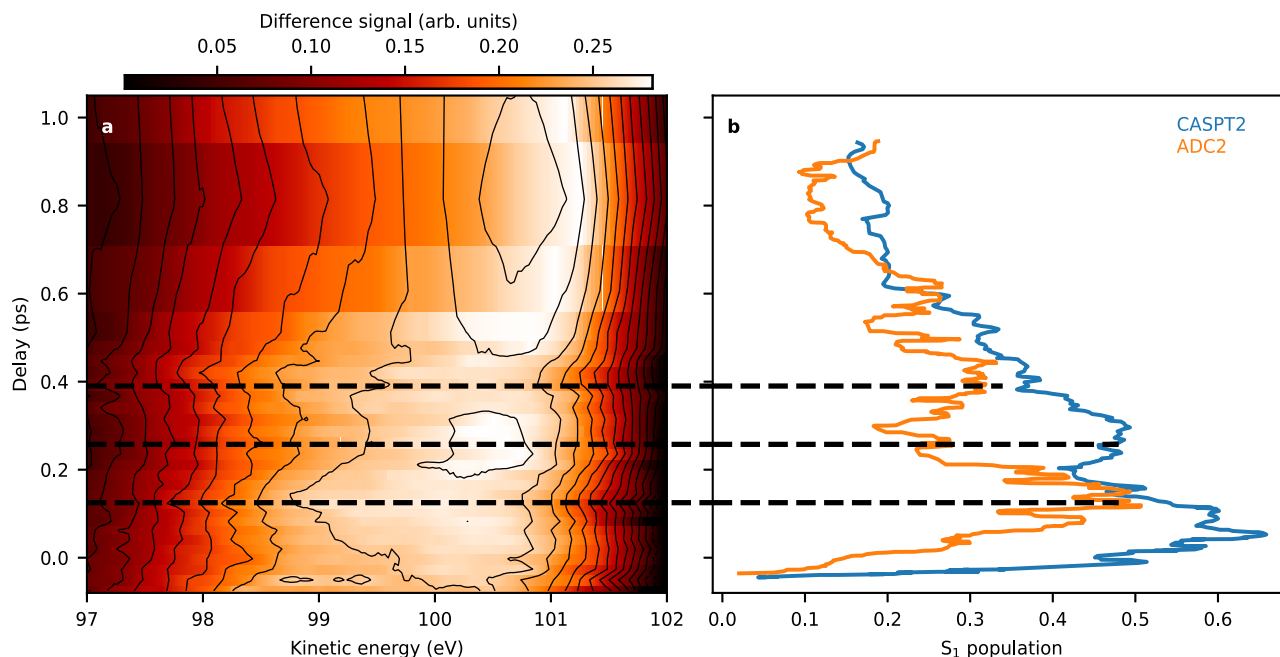 Difference signal (arb. units)
0.05 0.10 0.15 0.20 0.25
a
1.0
0.8
0.6
0.4
0.2
0.0
Delay (ps)
97 98 99 100 101 102
Kinetic energy (eV)
b
CASPT2
ADC2
0.0 0.1 0.2 0.3 0.4 0.5 0.6
S₁ population